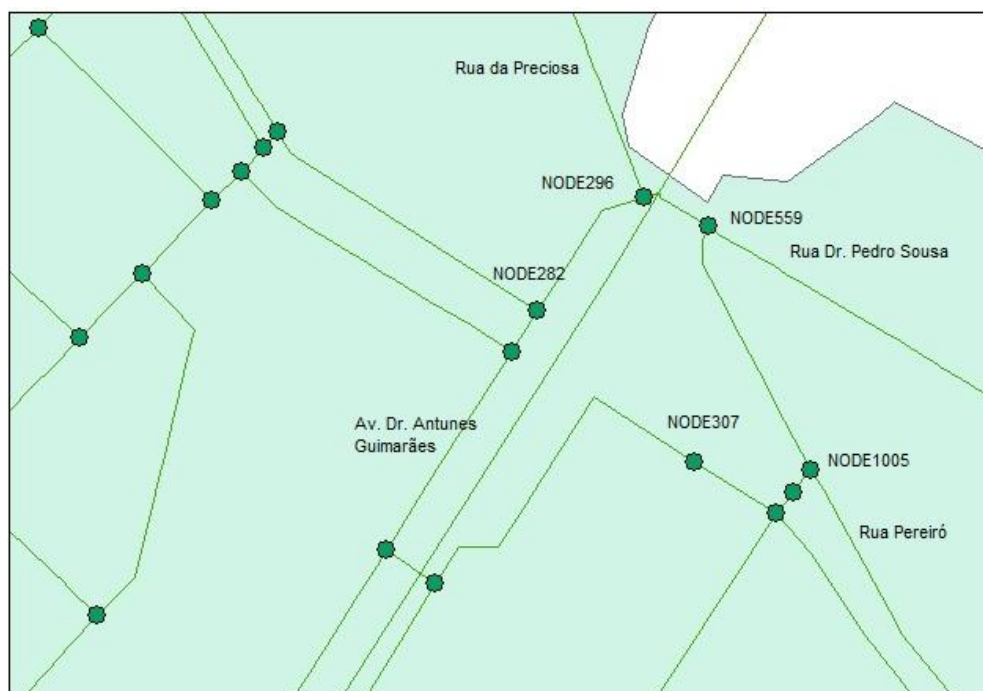 Rua da Preciosa
NODE296
NODE559
Rua Dr. Pedro Sousa
NODE282
Av. Dr. Antunes
Guimarães
NODE307
NODE1005
Rua Pereiró